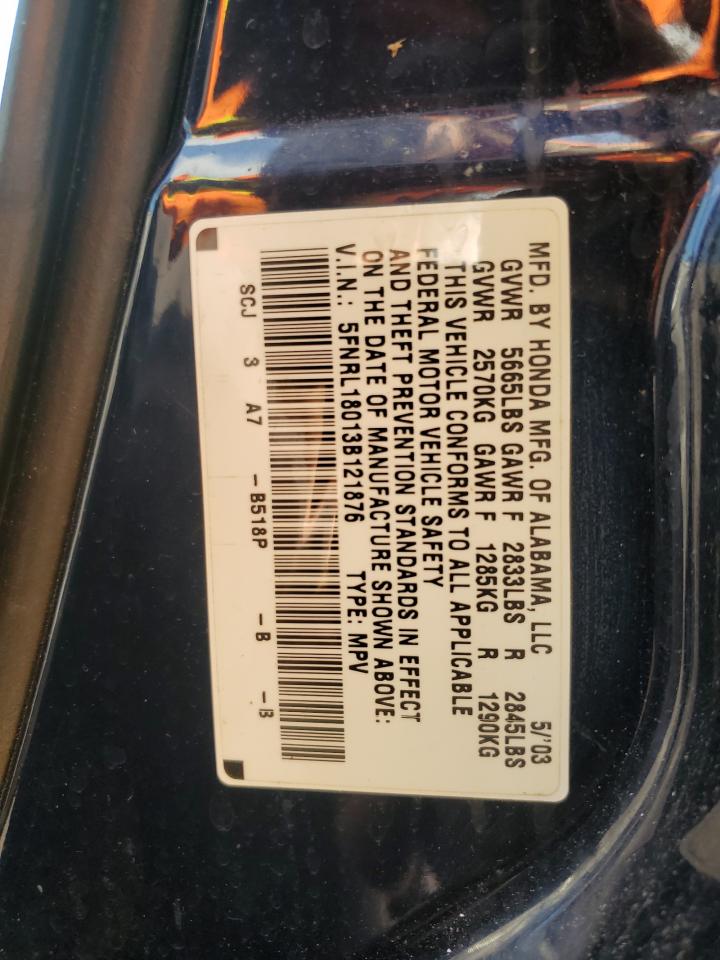 MFD. BY HONDA MFG. OF ALABAMA, LLC 5/'03
GVWR 5665LBS GAWR F 2833LBS R 2845LBS
GVWR 2570KG GAWR F 1285KG R 1290KG
THIS VEHICLE CONFORMS TO ALL APPLICABLE
FEDERAL MOTOR VEHICLE SAFETY
AND THEFT PREVENTION STANDARDS IN EFFECT
ON THE DATE OF MANUFACTURE SHOWN ABOVE:
V.I.N.: 5FNRL18013B121876 TYPE: MPV
SCJ 3 A7 -B518P -B -B